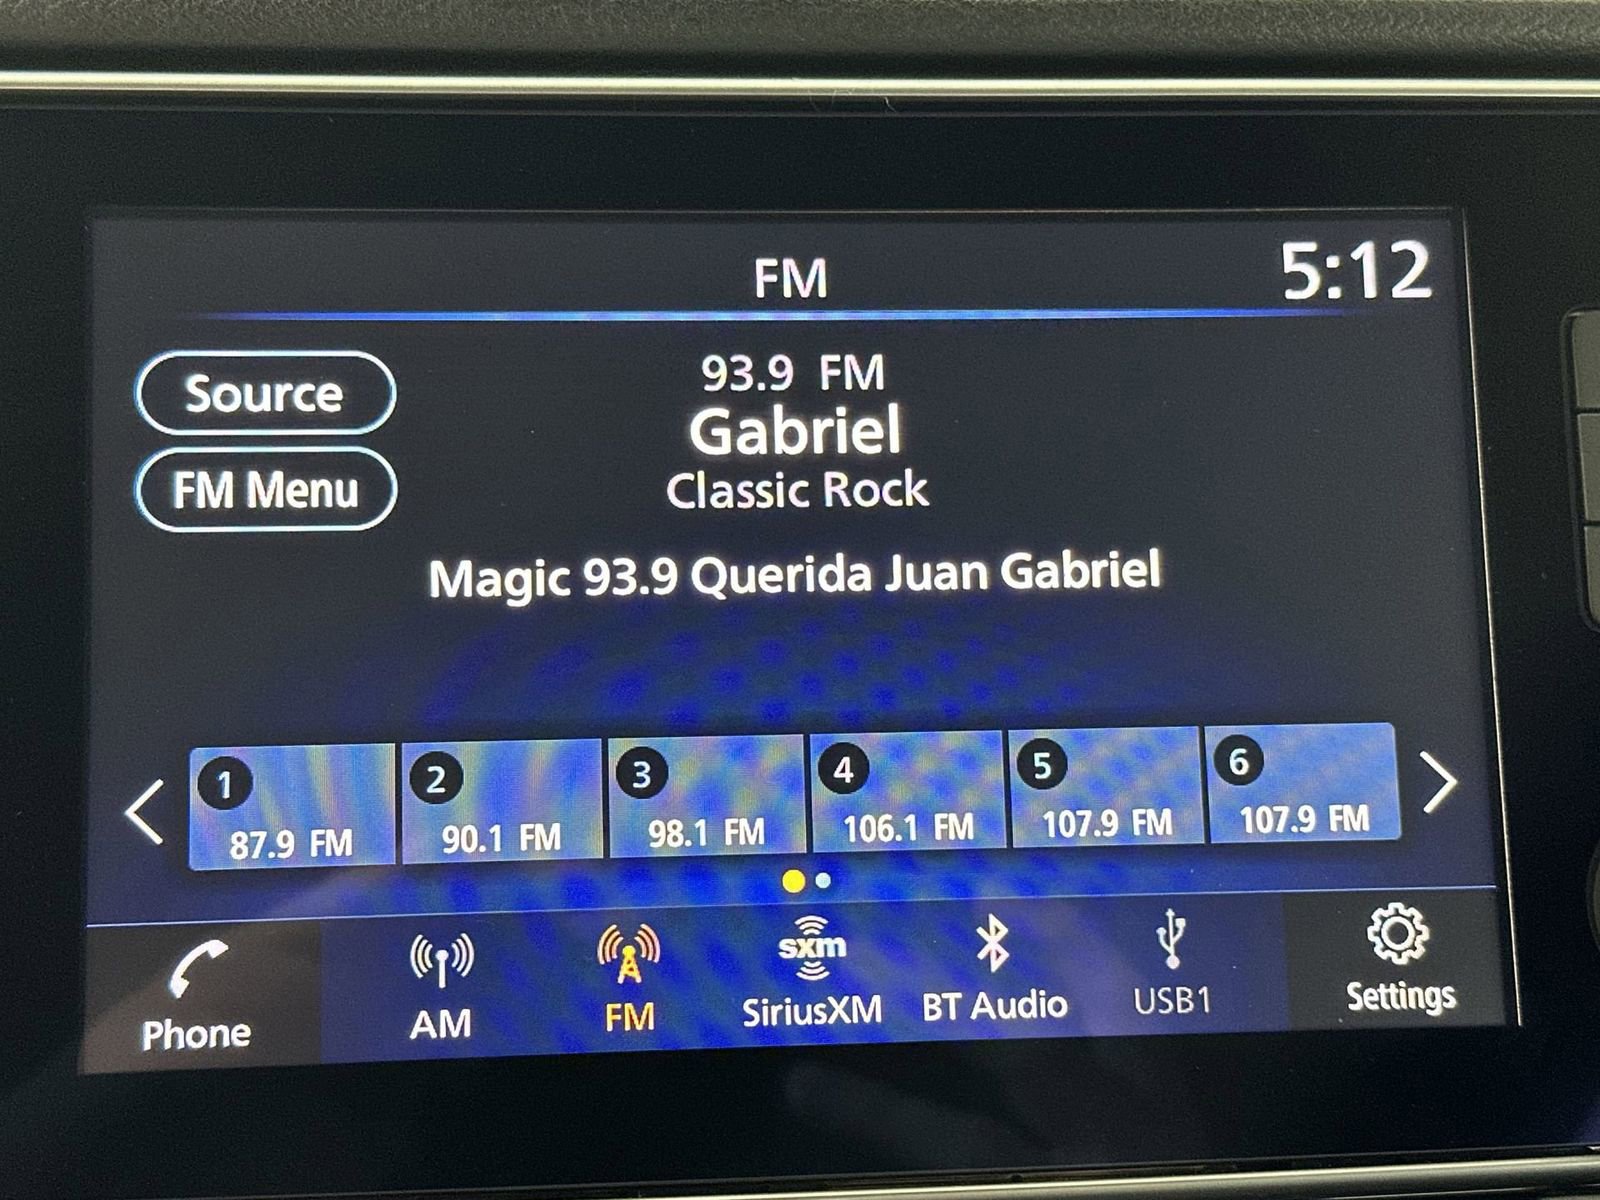 FM
5:12
Source
FM Menu
93.9 FM
Gabriel
Classic Rock
Magic 93.9 Querida Juan Gabriel
1
87.9 FM
2
90.1 FM
3
98.1 FM
4
106.1 FM
5
107.9 FM
6
107.9 FM
Phone
AM
FM
sxm
SiriusXM
BT Audio
USB1
Settings